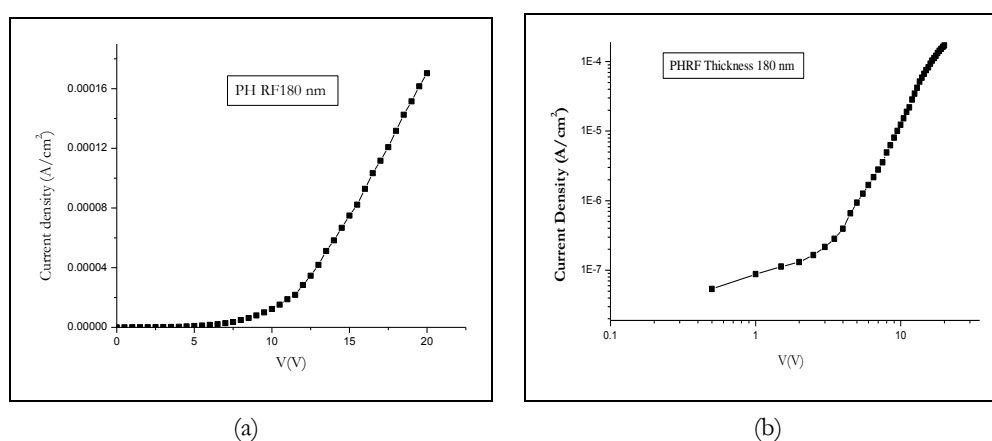 PH RF180 nm
0.00016
0.00012
0.00008
0.00004
0.00000
Current density (A/cm²)
0 5 10 15 20
V(V)
(a)
PHRF Thickness 180 nm
1E-4
1E-5
1E-6
1E-7
Current Density (A/cm²)
0.1 1 10
V(V)
(b)